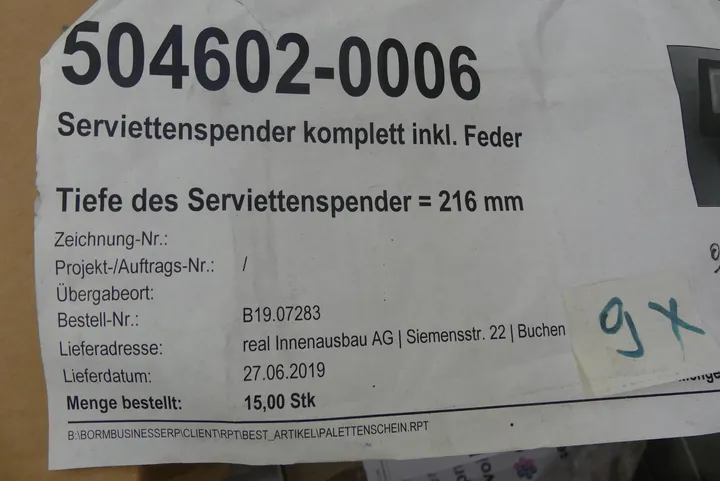 504602-0006
Serviettenspender komplett inkl. Feder
Tiefe des Serviettenspender = 216 mm
Zeichnung-Nr.:
Projekt-/Auftrags-Nr.: /
Übergabeort:
Bestell-Nr.: B19.07283
Lieferadresse: real Innenausbau AG | Siemensstr. 22 | Buchen
Lieferdatum: 27.06.2019
Menge bestellt: 15,00 Stk
9 x
B:\BORMBUSINESSERP\CLIENT\RPT\BEST_ARTIKEL\PALETTENSCHEIN.RPT